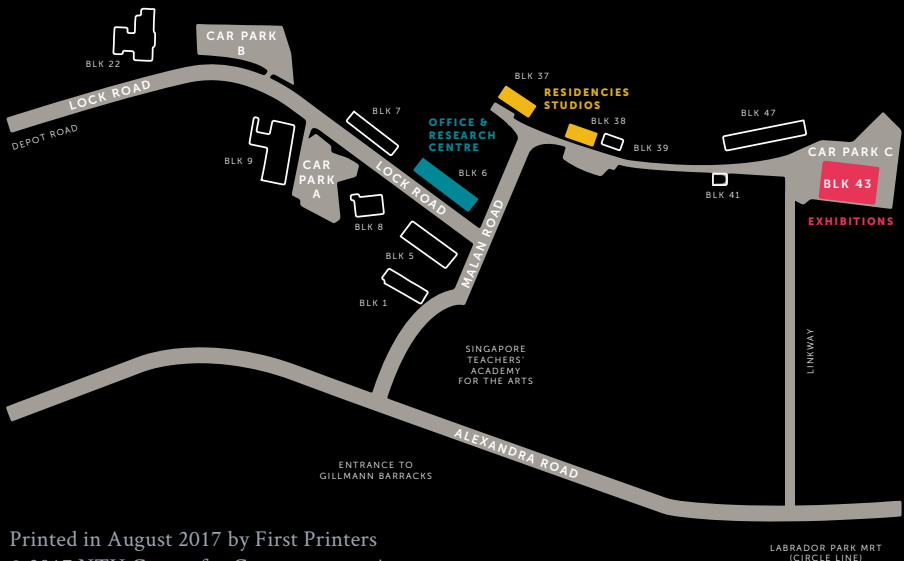 CAR PARK
B
BLK 22
LOCK ROAD
DEPOT ROAD
BLK 37
RESIDENCIES
STUDIOS
BLK 7
OFFICE &
RESEARCH
CENTRE
BLK 38
BLK 47
BLK 39
CAR PARK C
BLK 9
CAR
PARK
A
LOCK ROAD
BLK 6
BLK 43
BLK 41
BLK 8
MALAN ROAD
EXHIBITIONS
BLK 5
BLK 1
LINKWAY
SINGAPORE
TEACHERS'
ACADEMY
FOR THE ARTS
ALEXANDRA ROAD
ENTRANCE TO
GILLMANN BARRACKS
Printed in August 2017 by First Printers
LABRADOR PARK MRT
(CIRCLE LINE)